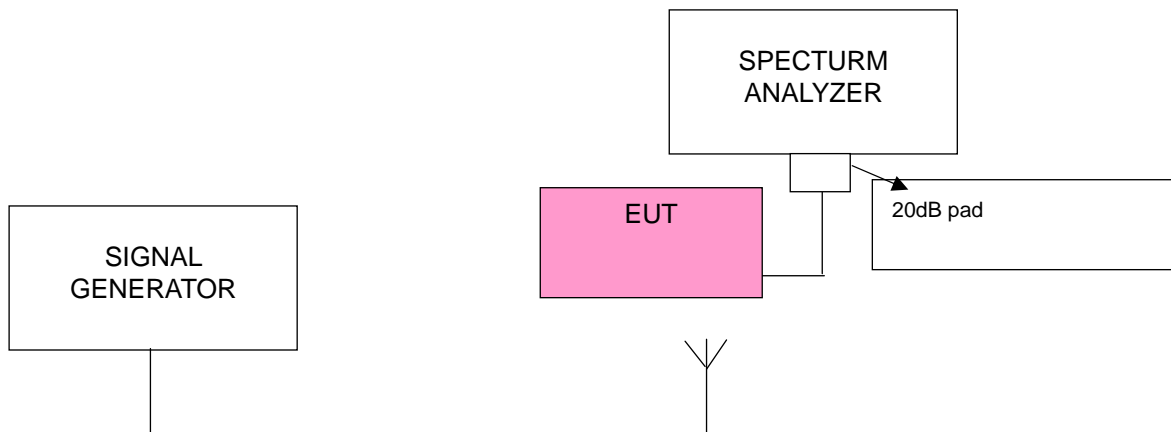 SPECTURM
ANALYZER
EUT
20dB pad
SIGNAL
GENERATOR